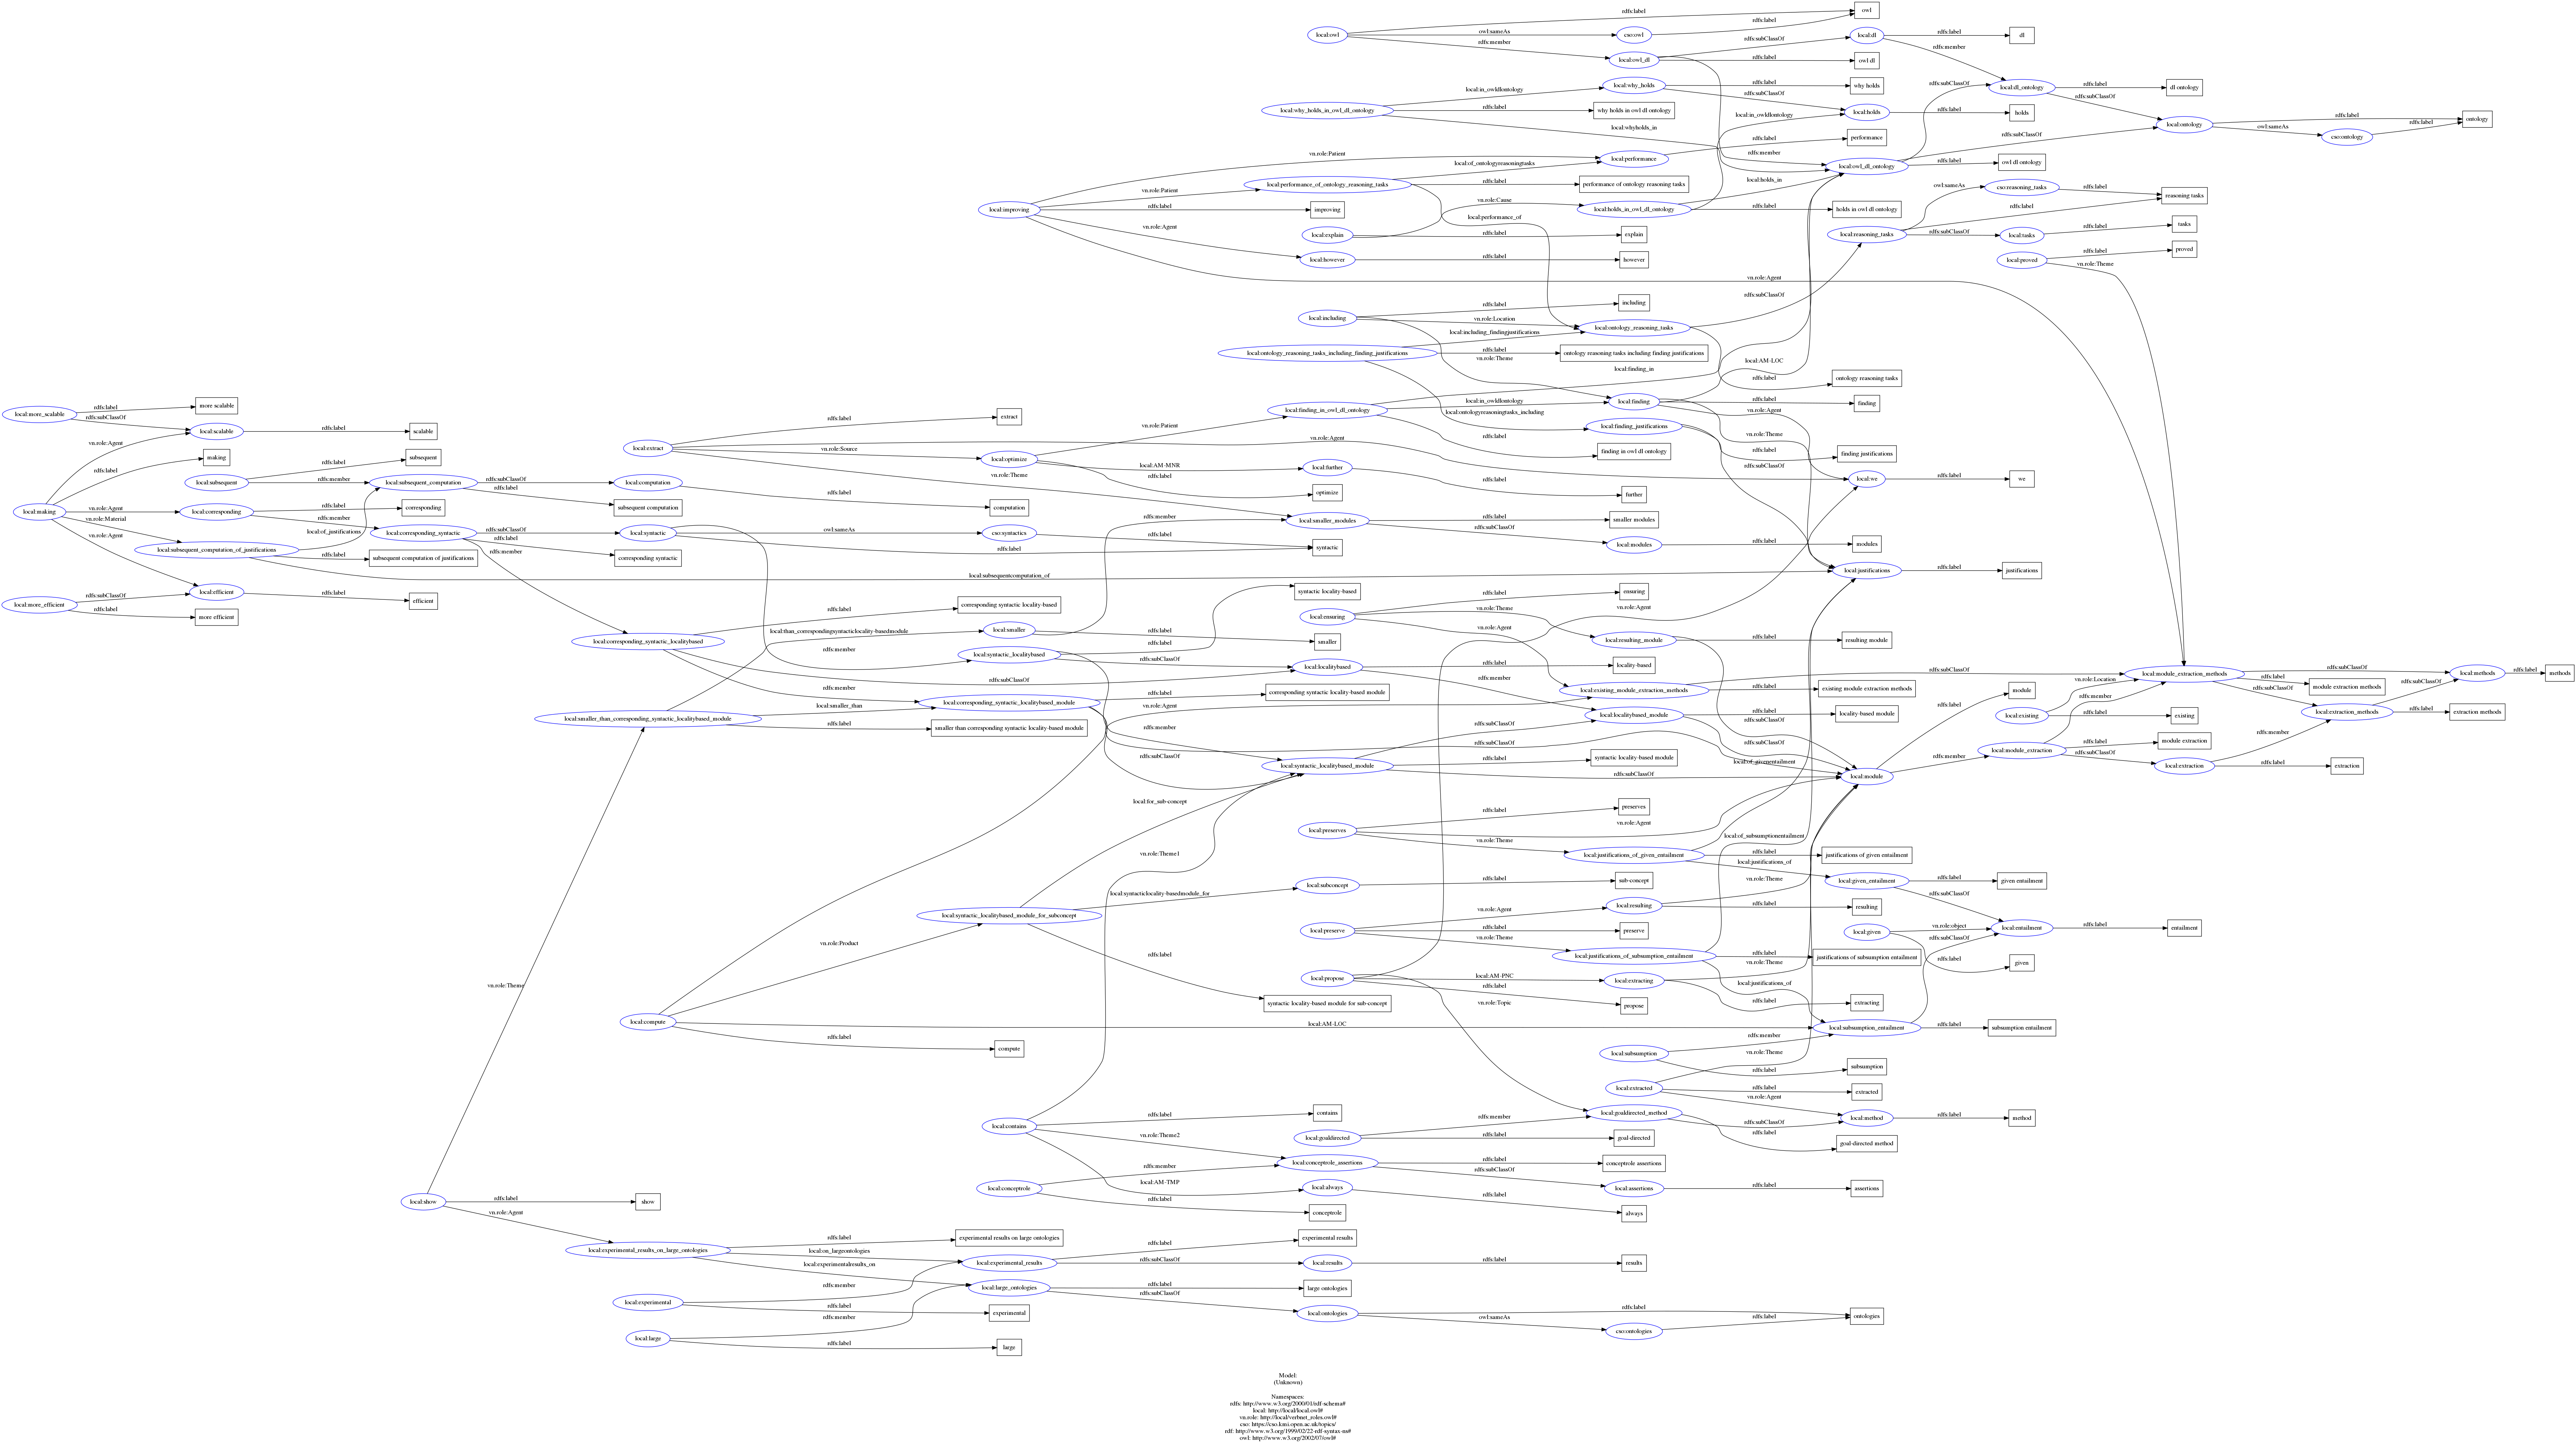 rdfs:label
owl
rdfs:label
local:owl
owl:sameAs
cso:owl
rdfs:member
rdfs:subClassOf
local:dl
rdfs:label
dl
local:owl_dl
rdfs:label
owl dl
rdfs:member
local:why_holds
rdfs:label
why holds
rdfs:subClassOf
local:dl_ontology
rdfs:label
dl ontology
local:in_owldlontology
rdfs:subClassOf
rdfs:subClassOf
local:why_holds_in_owl_dl_ontology
rdfs:label
why holds in owl dl ontology
local:in_owldlontology
local:holds
rdfs:label
holds
local:whyholds_in
rdfs:label
performance
local:ontology
rdfs:label
ontology
owl:sameAs
cso:ontology
rdfs:label
rdfs:subClassOf
vn.role:Patient
local:performance
rdfs:member
local:of_ontologyreasoningtasks
local:owl_dl_ontology
rdfs:label
owl dl ontology
vn.role:Patient
local:performance_of_ontology_reasoning_tasks
rdfs:label
performance of ontology reasoning tasks
local:holds_in
owl:sameAs
cso:reasoning_tasks
rdfs:label
reasoning tasks
local:improving
rdfs:label
improving
vn.role:Cause
local:holds_in_owl_dl_ontology
rdfs:label
holds in owl dl ontology
rdfs:label
local:performance_of
vn.role:Agent
local:explain
rdfs:label
explain
local:reasoning_tasks
rdfs:subClassOf
local:tasks
rdfs:label
tasks
local:however
rdfs:label
however
local:proved
rdfs:label
proved
vn.role:Theme
vn.role:Agent
rdfs:subClassOf
local:including
rdfs:label
including
vn.role:Location
local:ontology_reasoning_tasks
local:including_findingjustifications
local:ontology_reasoning_tasks_including_finding_justifications
rdfs:label
ontology reasoning tasks including finding justifications
vn.role:Theme
local:AM-LOC
local:finding_in
rdfs:label
ontology reasoning tasks
local:more_scalable
rdfs:label
more scalable
rdfs:subClassOf
local:scalable
rdfs:label
scalable
vn.role:Agent
rdfs:label
making
rdfs:label
extract
local:finding_in_owl_dl_ontology
local:in_owldlontology
local:finding
rdfs:label
finding
vn.role:Agent
local:ontologyreasoningtasks_including
vn.role:Patient
local:finding_justifications
vn.role:Theme
rdfs:label
finding justifications
local:extract
vn.role:Agent
rdfs:label
finding in owl dl ontology
vn.role:Source
local:optimize
local:AM-MNR
local:further
rdfs:label
further
rdfs:subClassOf
vn.role:Theme
rdfs:label
optimize
local:we
rdfs:label
we
rdfs:label
subsequent
local:subsequent
rdfs:member
local:subsequent_computation
rdfs:subClassOf
local:computation
rdfs:label
computation
rdfs:label
subsequent computation
local:making
vn.role:Agent
local:corresponding
rdfs:label
corresponding
vn.role:Material
rdfs:member
local:of_justifications
local:corresponding_syntactic
rdfs:subClassOf
local:syntactic
owl:sameAs
cso:syntactics
rdfs:label
syntactic
rdfs:label
rdfs:label
corresponding syntactic
rdfs:member
local:smaller_modules
rdfs:label
smaller modules
rdfs:subClassOf
local:modules
rdfs:label
modules
rdfs:member
vn.role:Agent
local:subsequent_computation_of_justifications
rdfs:label
subsequent computation of justifications
local:subsequentcomputation_of
local:justifications
rdfs:label
justifications
local:more_efficient
rdfs:subClassOf
local:efficient
rdfs:label
efficient
rdfs:label
more efficient
rdfs:label
syntactic locality-based
rdfs:label
corresponding syntactic locality-based
local:ensuring
rdfs:label
ensuring
vn.role:Theme
vn.role:Agent
vn.role:Agent
local:than_correspondingsyntacticlocality-basedmodule
local:smaller
rdfs:label
smaller
local:corresponding_syntactic_localitybased
rdfs:label
local:resulting_module
rdfs:label
resulting module
rdfs:member
local:syntactic_localitybased
rdfs:subClassOf
local:localitybased
rdfs:label
locality-based
rdfs:subClassOf
rdfs:member
rdfs:member
rdfs:subClassOf
local:module_extraction_methods
rdfs:subClassOf
local:methods
rdfs:label
methods
local:existing_module_extraction_methods
rdfs:label
existing module extraction methods
vn.role:Location
rdfs:label
module extraction methods
rdfs:subClassOf
rdfs:subClassOf
local:module
rdfs:label
module
rdfs:member
local:corresponding_syntactic_localitybased_module
rdfs:label
corresponding syntactic locality-based module
local:smaller_than
vn.role:Agent
local:localitybased_module
rdfs:label
locality-based module
local:existing
rdfs:label
existing
local:extraction_methods
rdfs:label
extraction methods
local:smaller_than_corresponding_syntactic_localitybased_module
rdfs:label
smaller than corresponding syntactic locality-based module
rdfs:member
rdfs:subClassOf
rdfs:subClassOf
rdfs:subClassOf
rdfs:subClassOf
rdfs:subClassOf
rdfs:label
module extraction
local:module_extraction
rdfs:subClassOf
rdfs:member
local:syntactic_localitybased_module
rdfs:label
syntactic locality-based module
local:of_givenentailment
rdfs:subClassOf
rdfs:member
local:extraction
rdfs:label
extraction
local:for_sub-concept
local:preserves
rdfs:label
preserves
vn.role:Agent
vn.role:Theme
local:of_subsumptionentailment
vn.role:Theme1
local:justifications_of_given_entailment
rdfs:label
justifications of given entailment
local:justifications_of
local:syntacticlocality-basedmodule_for
local:subconcept
rdfs:label
sub-concept
vn.role:Theme
local:given_entailment
rdfs:label
given entailment
rdfs:subClassOf
local:syntactic_localitybased_module_for_subconcept
vn.role:Agent
local:resulting
rdfs:label
resulting
local:preserve
rdfs:label
preserve
vn.role:Theme
local:given
vn.role:object
local:entailment
rdfs:label
entailment
rdfs:subClassOf
vn.role:Product
rdfs:label
local:justifications_of_subsumption_entailment
rdfs:label
justifications of subsumption entailment
vn.role:Theme
rdfs:label
given
local:propose
local:AM-PNC
local:extracting
local:justifications_of
rdfs:label
propose
vn.role:Topic
rdfs:label
extracting
vn.role:Theme
syntactic locality-based module for sub-concept
local:compute
local:AM-LOC
local:subsumption_entailment
rdfs:label
subsumption entailment
rdfs:label
compute
rdfs:member
local:subsumption
vn.role:Theme
rdfs:label
subsumption
local:extracted
rdfs:label
extracted
vn.role:Agent
local:contains
rdfs:label
contains
local:goaldirected_method
rdfs:member
rdfs:subClassOf
local:method
rdfs:label
method
rdfs:label
goal-directed method
vn.role:Theme2
local:goaldirected
rdfs:label
goal-directed
rdfs:member
local:conceptrole_assertions
rdfs:label
conceptrole assertions
rdfs:subClassOf
local:AM-TMP
local:conceptrole
rdfs:label
conceptrole
local:always
rdfs:label
always
local:assertions
rdfs:label
assertions
vn.role:Theme
local:show
rdfs:label
show
vn.role:Agent
local:experimental_results_on_large_ontologies
rdfs:label
experimental results on large ontologies
local:on_largeontologies
local:experimentalresults_on
rdfs:label
experimental results
local:experimental_results
rdfs:subClassOf
local:results
rdfs:label
results
rdfs:member
local:large_ontologies
rdfs:label
large ontologies
rdfs:subClassOf
local:experimental
rdfs:label
experimental
rdfs:member
local:ontologies
rdfs:label
ontologies
owl:sameAs
cso:ontologies
rdfs:label
local:large
rdfs:label
large
Model:
(Unknown)
Namespaces:
rdfs: http://www.w3.org/2000/01/rdf-schema#
local: http://local/local.owl#
vn.role: http://local/verbnet_roles.owl#
cso: https://cso.kmi.open.ac.uk/topics/
rdf: http://www.w3.org/1999/02/22-rdf-syntax-ns#
owl: http://www.w3.org/2002/07/owl#